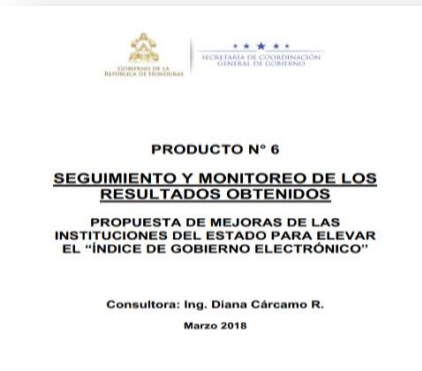 GOBIERNO DE LA
REPÚBLICA DE HONDURAS
SECRETARÍA DE COORDINACIÓN
GENERAL DE GOBIERNO
PRODUCTO N° 6
SEGUIMIENTO Y MONITOREO DE LOS
RESULTADOS OBTENIDOS
PROPUESTA DE MEJORAS DE LAS
INSTITUCIONES DEL ESTADO PARA ELEVAR
EL “ÍNDICE DE GOBIERNO ELECTRÓNICO”
Consultora: Ing. Diana Cárcamo R.
Marzo 2018